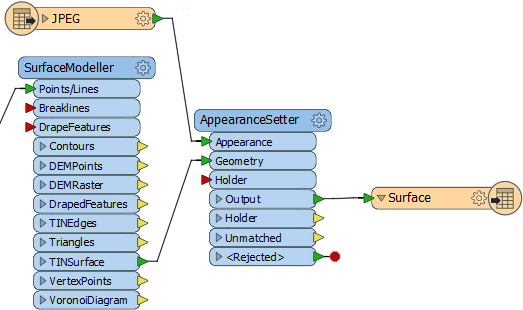 JPEG
SurfaceModeller
Points/Lines
Breaklines
DrapeFeatures
Contours
DEMPoints
DEMRaster
DrapedFeatures
TINEdges
Triangles
TINSurface
VertexPoints
VoronoiDiagram
AppearanceSetter
Appearance
Geometry
Holder
Output
Holder
Unmatched
<Rejected>
Surface